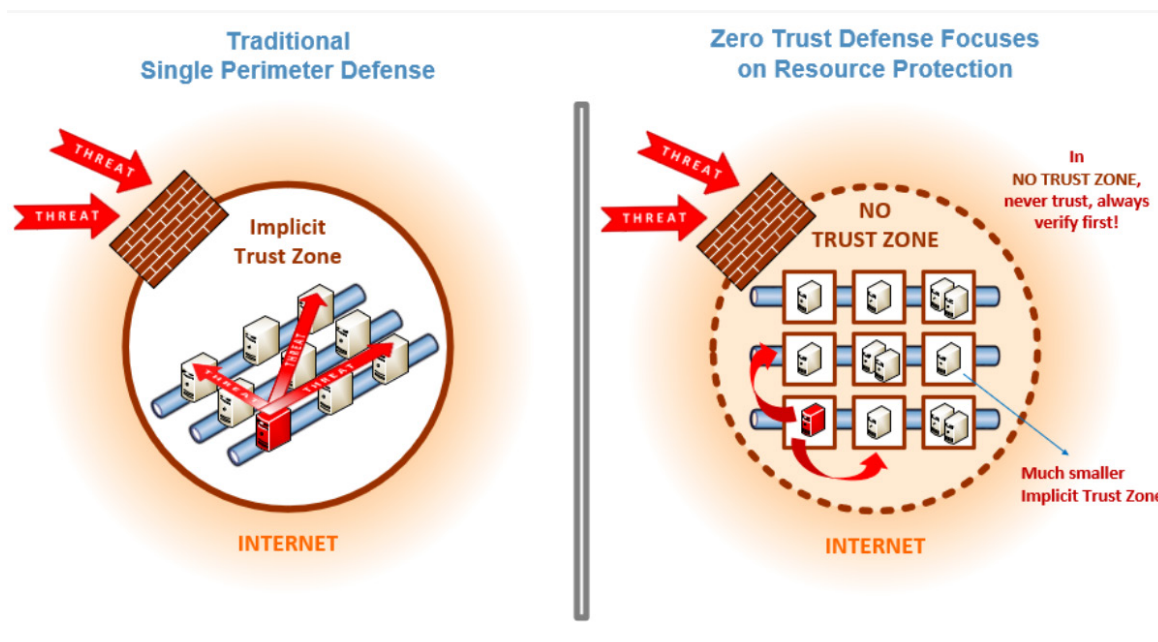 Traditional
Single Perimeter Defense
THREAT
THREAT
Implicit
Trust Zone
THREAT
THREAT
THREAT
INTERNET
Zero Trust Defense Focuses
on Resource Protection
THREAT
THREAT
NO
TRUST ZONE
In
NO TRUST ZONE,
never trust, always
verify first!
Much smaller
Implicit Trust Zone
INTERNET